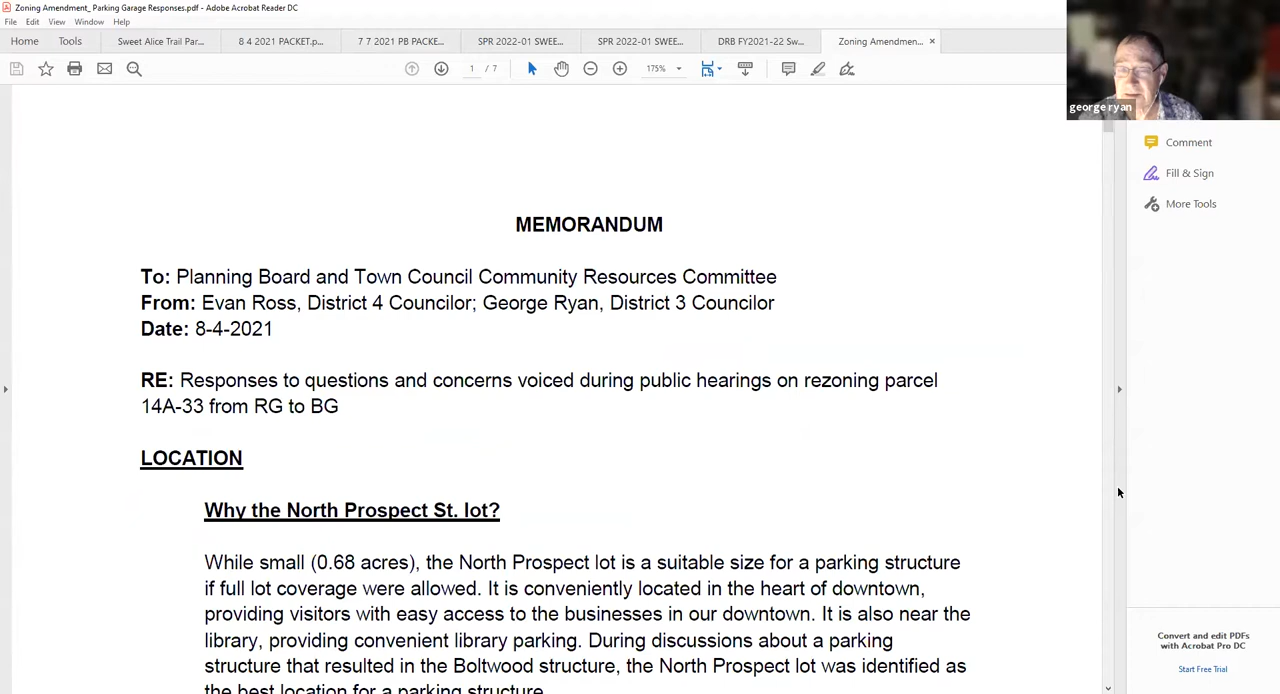 Zoning Amendment_ Parking Garage Responses.pdf - Adobe Acrobat Reader DC
File Edit View Window Help
Home Tools Sweet Alice Trail Par... 8 4 2021 PACKET.p... 7 7 2021 PB PACKE... SPR 2022-01 SWEE... SPR 2022-01 SWEE... DRB FY2021-22 Sw... Zoning Amendmen... ×
1 / 7 175%
george ryan
Comment
Fill & Sign
More Tools
MEMORANDUM
To: Planning Board and Town Council Community Resources Committee
From: Evan Ross, District 4 Councilor; George Ryan, District 3 Councilor
Date: 8-4-2021
RE: Responses to questions and concerns voiced during public hearings on rezoning parcel
14A-33 from RG to BG
LOCATION
Why the North Prospect St. lot?
While small (0.68 acres), the North Prospect lot is a suitable size for a parking structure
if full lot coverage were allowed. It is conveniently located in the heart of downtown,
providing visitors with easy access to the businesses in our downtown. It is also near the
library, providing convenient library parking. During discussions about a parking
structure that resulted in the Boltwood structure, the North Prospect lot was identified as
the best location for a parking structure.
Convert and edit PDFs
with Acrobat Pro DC
Start Free Trial